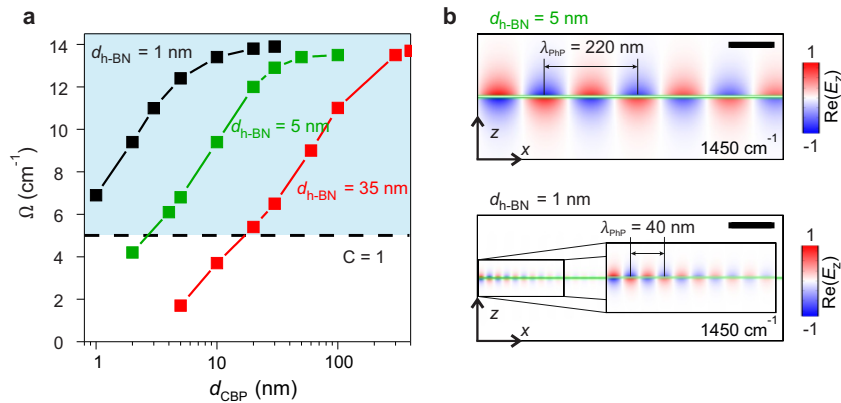 a
14
12
10
8
6
4
2
0
Ω (cm⁻¹)
d_h-BN = 1 nm
d_h-BN = 5 nm
d_h-BN = 35 nm
C = 1
1
10
100
d_CBP (nm)
b
d_h-BN = 5 nm
λ_PhP = 220 nm
z
x
1450 cm⁻¹
1
-1
Re(E_z)
d_h-BN = 1 nm
λ_PhP = 40 nm
z
x
1450 cm⁻¹
1
-1
Re(E_z)